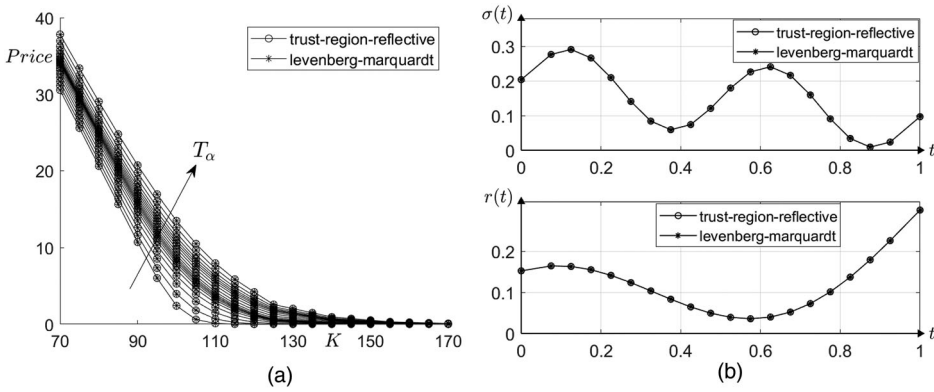 40
Price
30
20
10
0
trust-region-reflective
levenberg-marquardt
T_α
70 90 110 130 K 150 170
(a)
σ(t)
0.3
0.2
0.1
0
trust-region-reflective
levenberg-marquardt
0 0.2 0.4 0.6 0.8 1 t
r(t)
0.2
0.1
0
trust-region-reflective
levenberg-marquardt
0 0.2 0.4 0.6 0.8 1 t
(b)